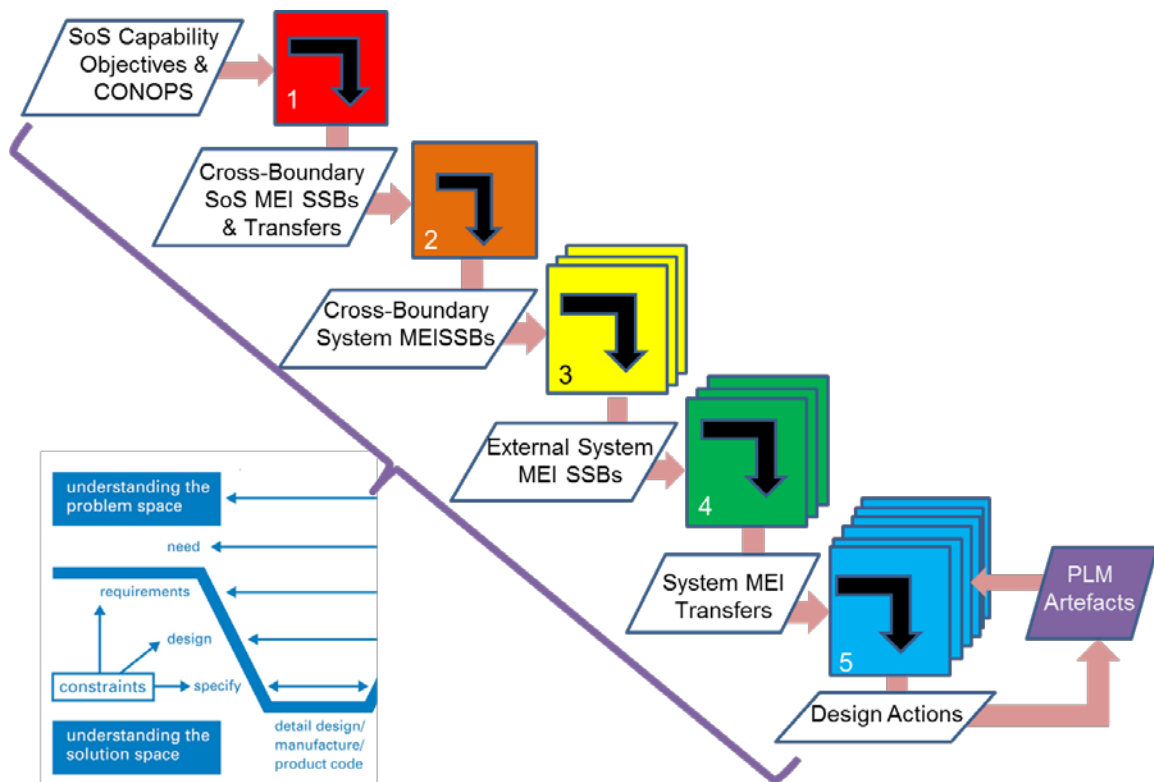 SoS Capability
Objectives &
CONOPS
1
Cross-Boundary
SoS MEI SSBs
& Transfers
2
Cross-Boundary
System MEISSBs
3
External System
MEI SSBs
4
System MEI
Transfers
5
PLM
Artefacts
Design Actions
understanding the
problem space
need
requirements
design
constraints
specify
understanding the
solution space
detail design/
manufacture/
product code